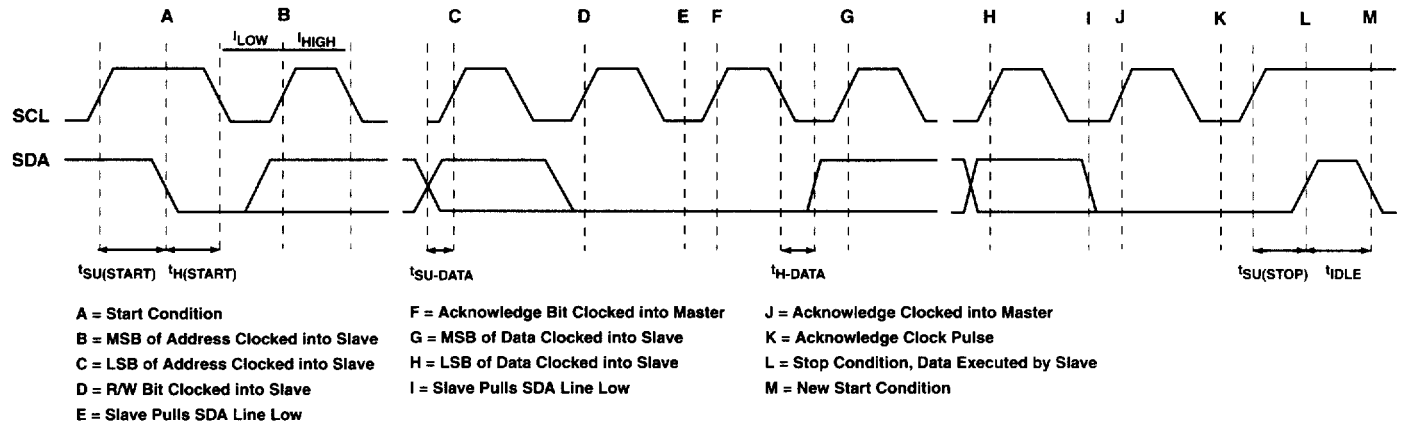 A B C D E F G H I J K L M
ILOW IHIGH
SCL
SDA
tSU(START) tH(START) tSU-DATA tH-DATA tSU(STOP) tIDLE
A = Start Condition
B = MSB of Address Clocked into Slave
C = LSB of Address Clocked into Slave
D = R/W Bit Clocked into Slave
E = Slave Pulls SDA Line Low
F = Acknowledge Bit Clocked into Master
G = MSB of Data Clocked into Slave
H = LSB of Data Clocked into Slave
I = Slave Pulls SDA Line Low
J = Acknowledge Clocked into Master
K = Acknowledge Clock Pulse
L = Stop Condition, Data Executed by Slave
M = New Start Condition